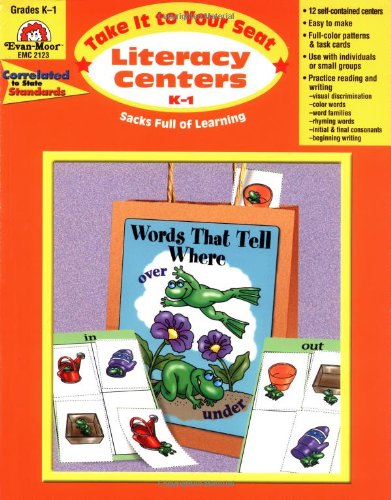 Grades K–1
Evan-Moor®
EMC 2123
Correlated
to State
Standards
Take It to Your Seat
Literacy
Centers
K–1
Sacks Full of Learning
• 12 self-contained centers
• Easy to make
• Full-color patterns
& task cards
• Use with individuals
or small groups
• Practice reading and
writing
–visual discrimination
–color words
–word families
–rhyming words
–initial & final consonants
–beginning writing
Words That Tell
Where
over
under
in
out